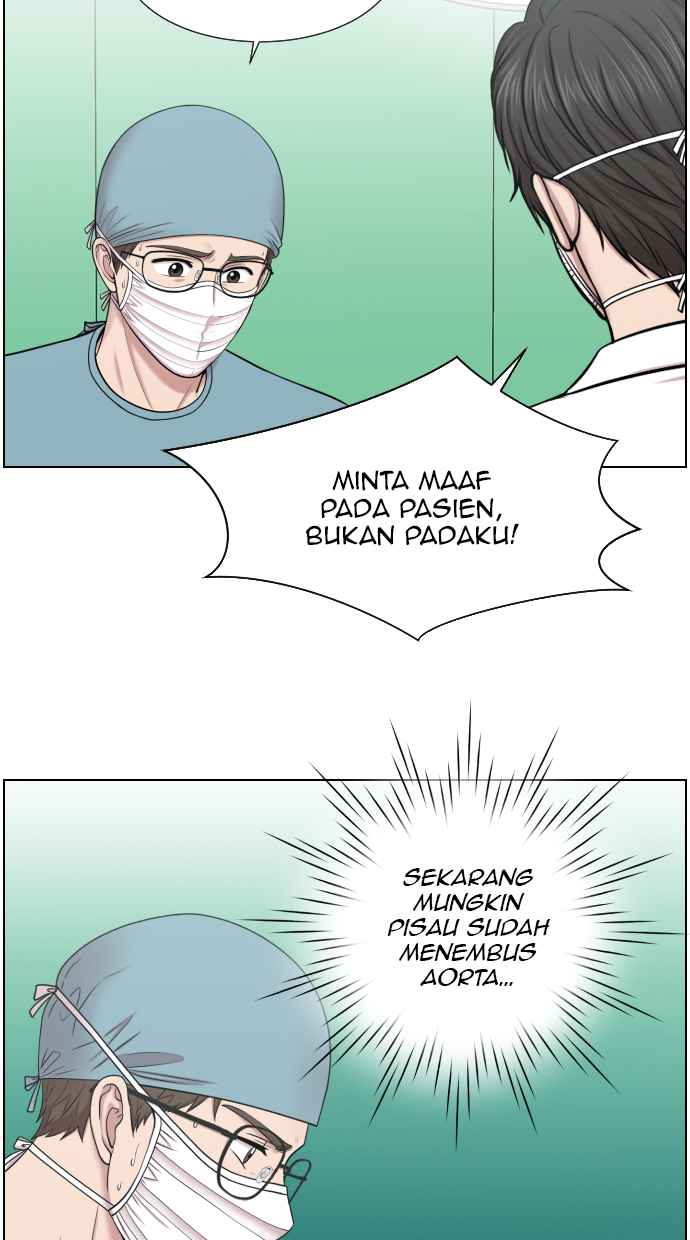 MINTA MAAF
PADA PASIEN,
BUKAN PADAKU!
SEKARANG
MUNGKIN
PISAU SUDAH
MENEMBUS
AORTA...